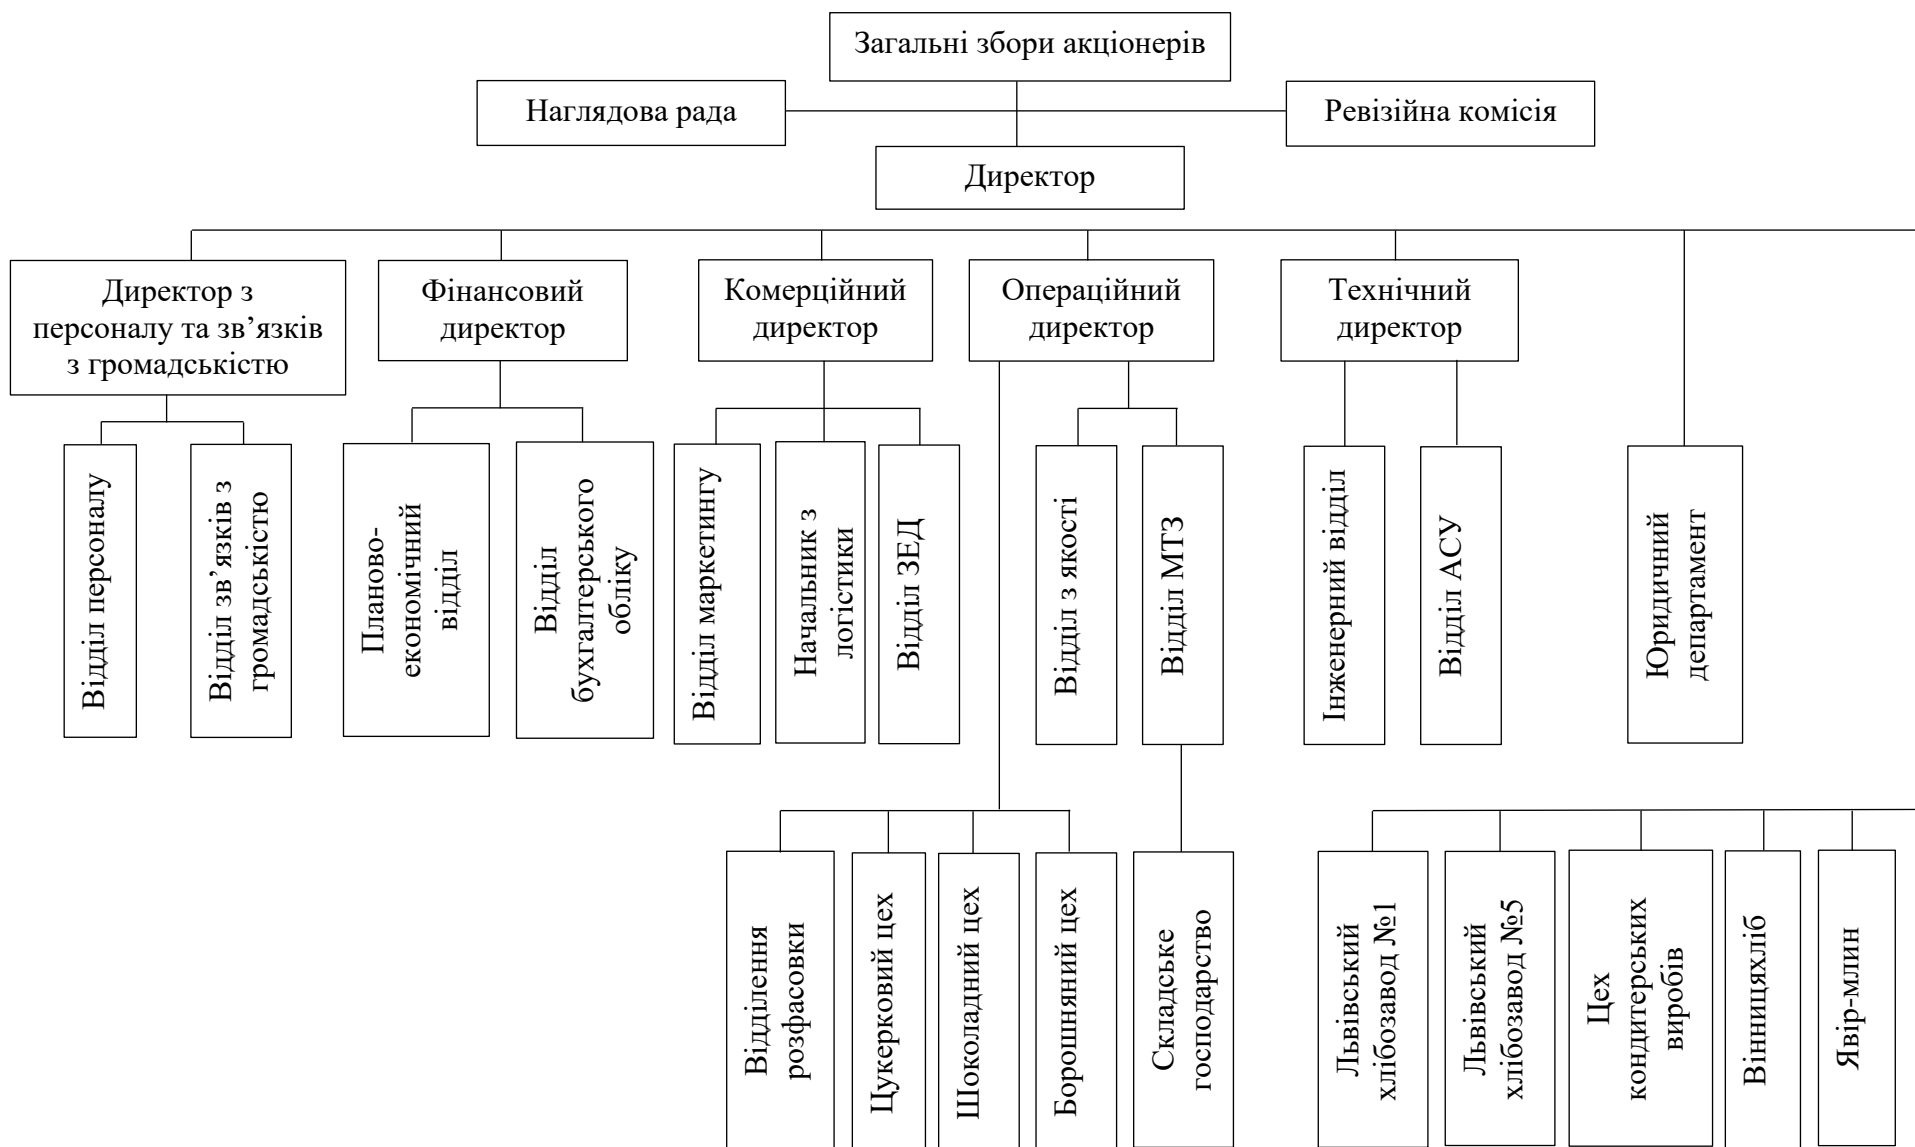 Загальні збори акціонерів
Наглядова рада
Ревізійна комісія
Директор
Директор з
персоналу та зв’язків
з громадськістю
Фінансовий
директор
Комерційний
директор
Операційний
директор
Технічний
директор
Відділ персоналу
Відділ зв’язків з
громадськістю
Планово-
економічний
відділ
Відділ
бухгалтерського
обліку
Відділ маркетингу
Начальник з
логістики
Відділ ЗЕД
Відділ з якості
Відділ МТЗ
Інженерний відділ
Відділ АСУ
Юридичний
департамент
Відділення
розфасовки
Цукерковий цех
Шоколадний цех
Борошняний цех
Складське
господарство
Львівський
хлібозавод №1
Львівський
хлібозавод №5
Цех
кондитерських
виробів
Вінницяхліб
Явір-млин